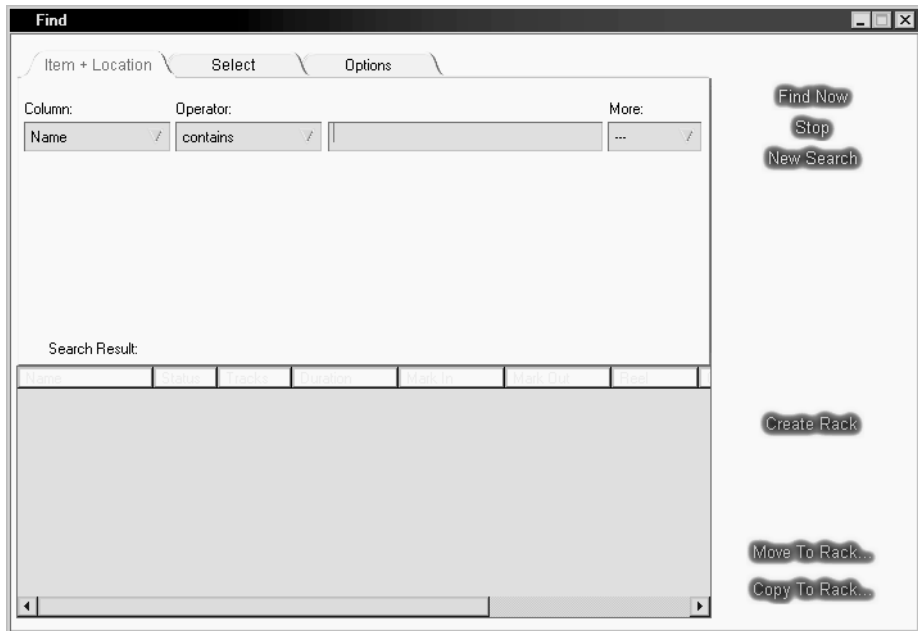 Find
Item + Location Select Options
Column: Operator: More:
Name contains ---
Search Result:
Name Status Tracks Duration Mark In Mark Out Reel
Find Now
Stop
New Search
Create Rack
Move To Rack...
Copy To Rack...